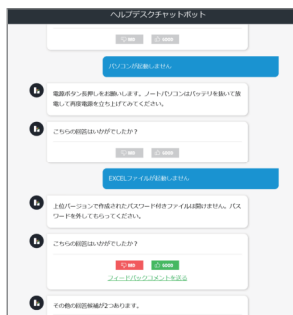 ヘルプデスクチャットボット
BAD
GOOD
パソコンが起動しません
電源ボタン長押しをお願いします。ノートパソコンはバッテリを抜いて放
電して再度電源を立ち上げてみてください。
こちらの回答はいかがでしたか？
BAD
GOOD
EXCELファイルが起動しません
上位バージョンで作成されたパスワード付きファイルは開けません。パス
ワードを外してもらってください。
こちらの回答はいかがでしたか？
BAD
GOOD
フィードバックコメントを送る
その他の回答候補が2つあります。